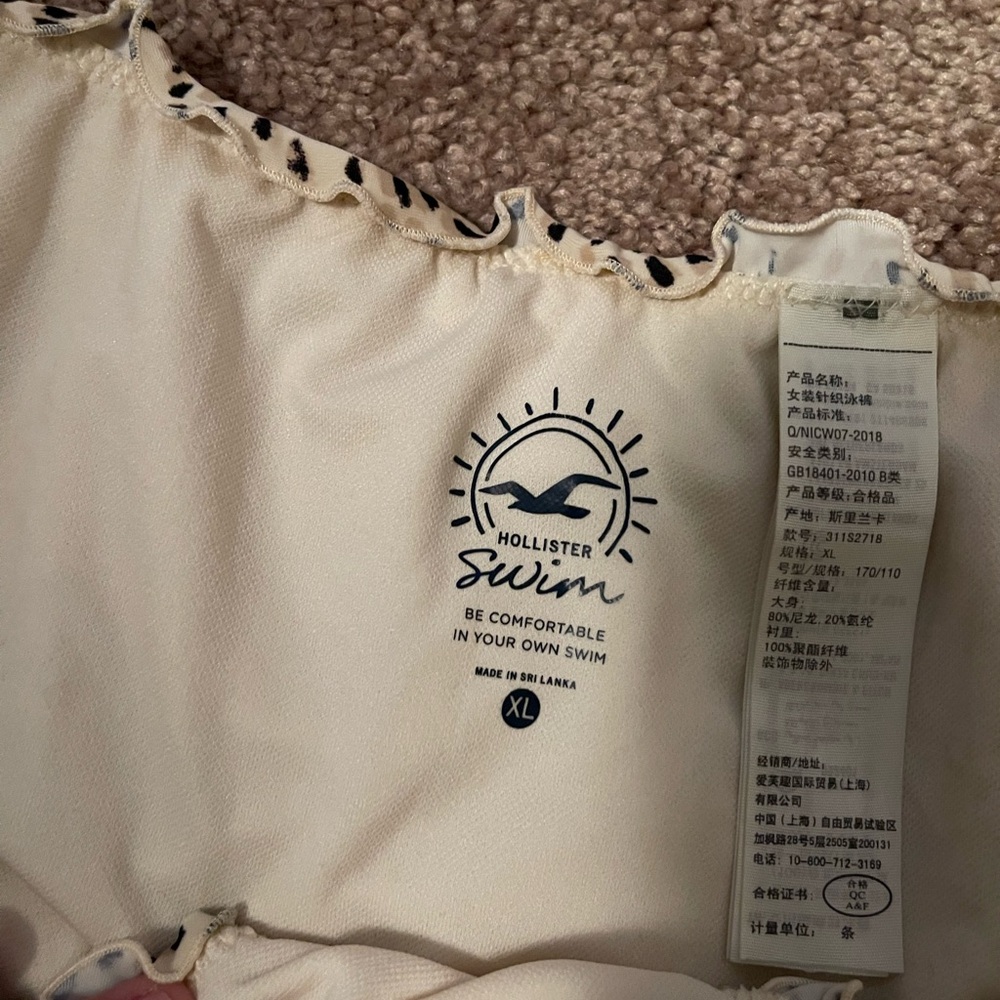 HOLLISTER
Swim
BE COMFORTABLE
IN YOUR OWN SWIM
MADE IN SRI LANKA
XL
产品名称:
女装针织泳裤
产品标准:
Q/NICW07-2018
安全类别:
GB18401-2010 B类
产品等级:合格品
产地: 斯里兰卡
款号: 311S2718
规格: XL
号型/规格: 170/110
纤维含量:
大身:
80%尼龙,20%氨纶
衬里:
100%聚酯纤维
装饰物除外
经销商/地址:
爱芙趣国际贸易(上海)
有限公司
中国(上海)自由贸易试验区
加枫路28号5层2505室200131
电话: 10-800-712-3169
合格证书:
合格
QC
A&F
计量单位: 条